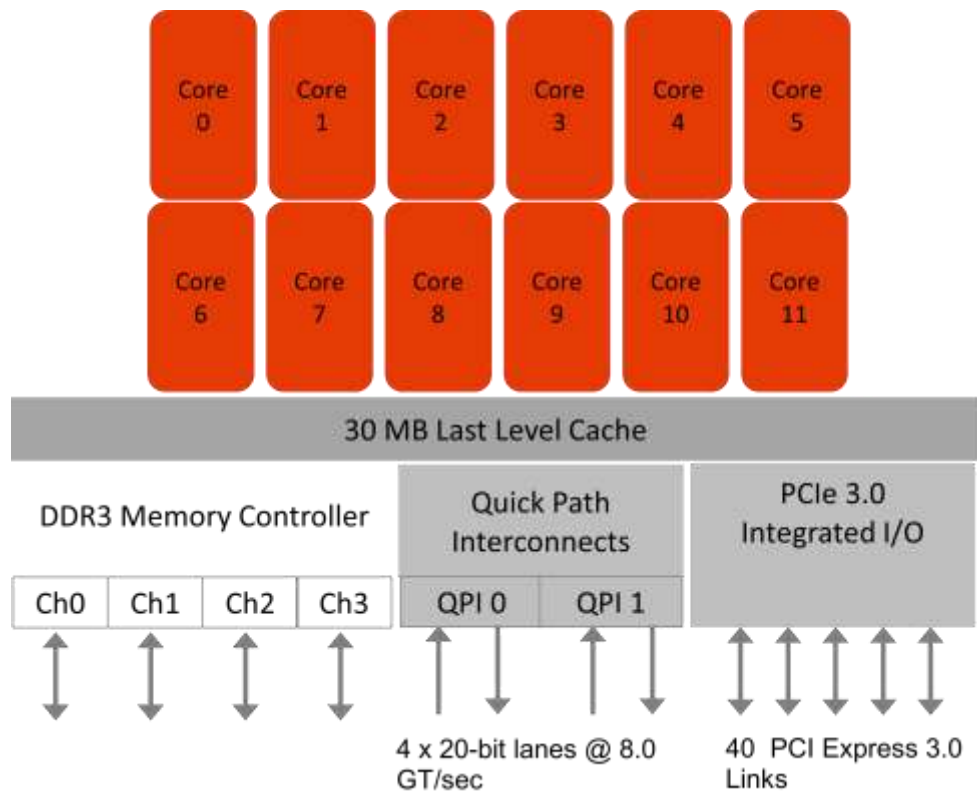 Core
0
Core
1
Core
2
Core
3
Core
4
Core
5
Core
6
Core
7
Core
8
Core
9
Core
10
Core
11
30 MB Last Level Cache
DDR3 Memory Controller
Quick Path
Interconnects
PCIe 3.0
Integrated I/O
Ch0
Ch1
Ch2
Ch3
QPI 0
QPI 1
4 x 20-bit lanes @ 8.0
GT/sec
40 PCI Express 3.0
Links